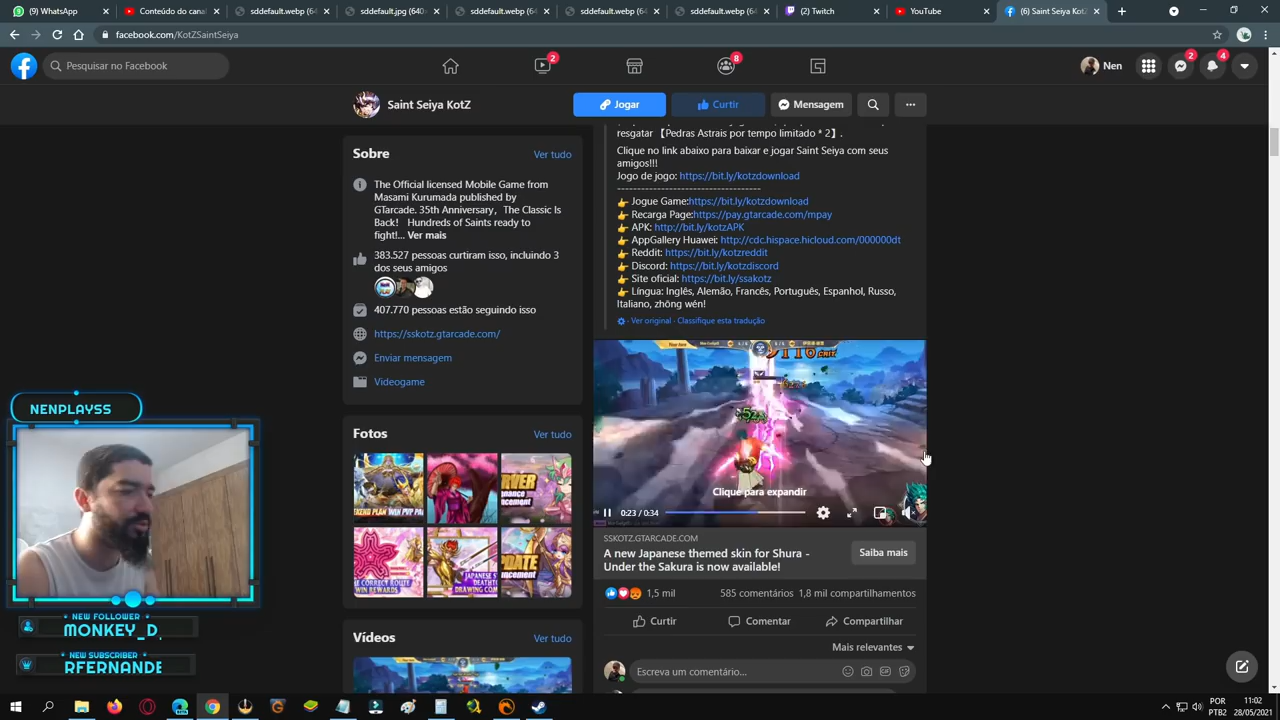 (9) WhatsApp
Conteúdo do canal
sddefault.webp (64
sddefault.jpg (640
sddefault.webp (64
sddefault.webp (64
sddefault.webp (64
(2) Twitch
YouTube
(6) Saint Seiya KotZ
facebook.com/KotZSaintSeiya
Pesquisar no Facebook
2
8
Nen
2
4
Saint Seiya KotZ
Jogar
Curtir
Mensagem
resgatar 【Pedras Astrais por tempo limitado * 2】.
Clique no link abaixo para baixar e jogar Saint Seiya com seus
amigos!!!
Jogo de jogo: https://bit.ly/kotzdownload
------------------------------------
👉 Jogue Game:https://bit.ly/kotzdownload
👉 Recarga Page:https://pay.gtarcade.com/mpay
👉 APK: http://bit.ly/kotzAPK
👉 AppGallery Huawei: http://cdc.hispace.hicloud.com/000000dt
👉 Reddit: https://bit.ly/kotzreddit
👉 Discord: https://bit.ly/kotzdiscord
👉 Site oficial: https://bit.ly/ssakotz
👉 Língua: Inglês, Alemão, Francês, Português, Espanhol, Russo,
Italiano, zhōng wén!
· Ver original · Classifique esta tradução
Sobre
Ver tudo
The Official licensed Mobile Game from
Masami Kurumada published by
GTarcade. 35th Anniversary, The Classic Is
Back! Hundreds of Saints ready to
fight!... Ver mais
383.527 pessoas curtiram isso, incluindo 3
dos seus amigos
407.770 pessoas estão seguindo isso
https://sskotz.gtarcade.com/
Enviar mensagem
Videogame
Fotos
Ver tudo
Vídeos
Ver tudo
CRIT
Clique para expandir
0:23 / 0:34
SSKOTZ.GTARCADE.COM
A new Japanese themed skin for Shura -
Under the Sakura is now available!
Saiba mais
1,5 mil
585 comentários
1,8 mil compartilhamentos
Curtir
Comentar
Compartilhar
Mais relevantes
Escreva um comentário...
NENPLAYSS
NEW FOLLOWER
MONKEY_D_
NEW SUBSCRIBER
RFERNANDE
POR
PTB2
11:02
28/05/2021